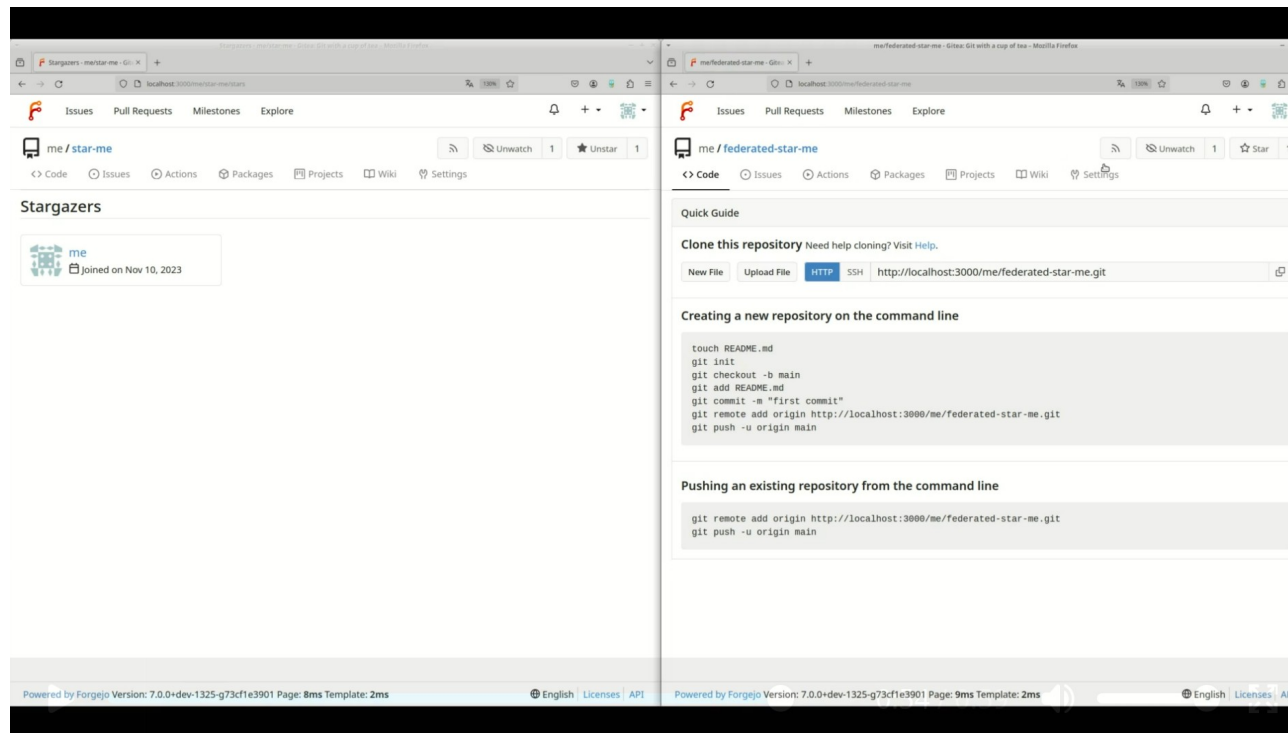 Stargazers - me/star-me - Gitea: Git with a cup of tea - Mozilla Firefox
Stargazers - me/star-me - Gi
localhost:3000/me/star-me/stars
130%
Issues Pull Requests Milestones Explore
me / star-me
Unwatch 1
Unstar 1
Code Issues Actions Packages Projects Wiki Settings
Stargazers
me
Joined on Nov 10, 2023
Powered by Forgejo Version: 7.0.0+dev-1325-g73cf1e3901 Page: 8ms Template: 2ms
English Licenses API
me/federated-star-me - Gitea: Git with a cup of tea - Mozilla Firefox
me/federated-star-me - Gitea
localhost:3000/me/federated-star-me
130%
Issues Pull Requests Milestones Explore
me / federated-star-me
Unwatch 1
Star
Code Issues Actions Packages Projects Wiki Settings
Quick Guide
Clone this repository Need help cloning? Visit Help.
New File Upload File HTTP SSH http://localhost:3000/me/federated-star-me.git
Creating a new repository on the command line
touch README.md
git init
git checkout -b main
git add README.md
git commit -m "first commit"
git remote add origin http://localhost:3000/me/federated-star-me.git
git push -u origin main
Pushing an existing repository from the command line
git remote add origin http://localhost:3000/me/federated-star-me.git
git push -u origin main
Powered by Forgejo Version: 7.0.0+dev-1325-g73cf1e3901 Page: 9ms Template: 2ms
English Licenses